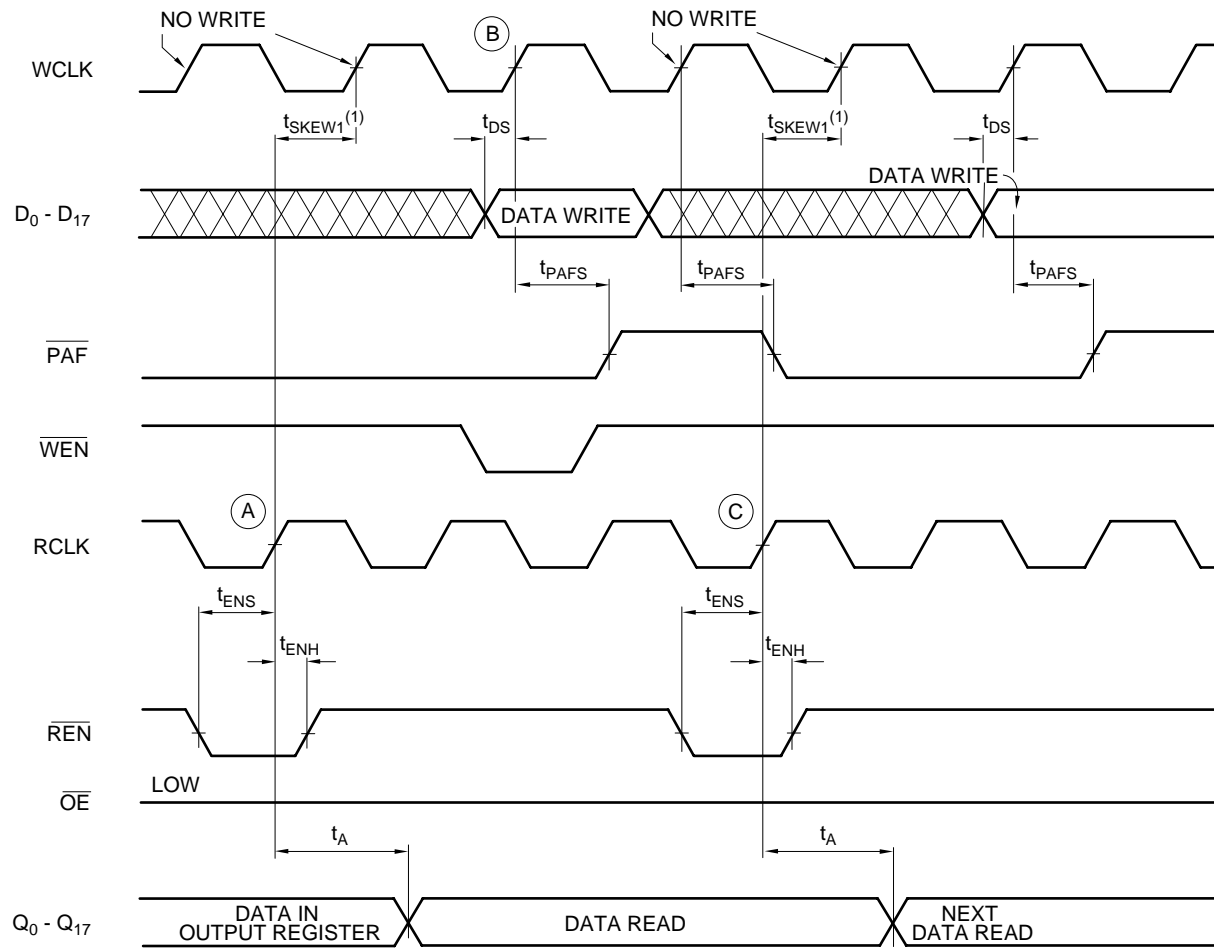 NO WRITE
B
NO WRITE
WCLK
tSKEW1(1)
tDS
tSKEW1(1)
tDS
DATA WRITE
D0 - D17
DATA WRITE
tPAFS
tPAFS
tPAFS
PAF
WEN
A
C
RCLK
tENS
tENS
tENH
tENH
REN
LOW
OE
tA
tA
Q0 - Q17
DATA IN
OUTPUT REGISTER
DATA READ
NEXT
DATA READ